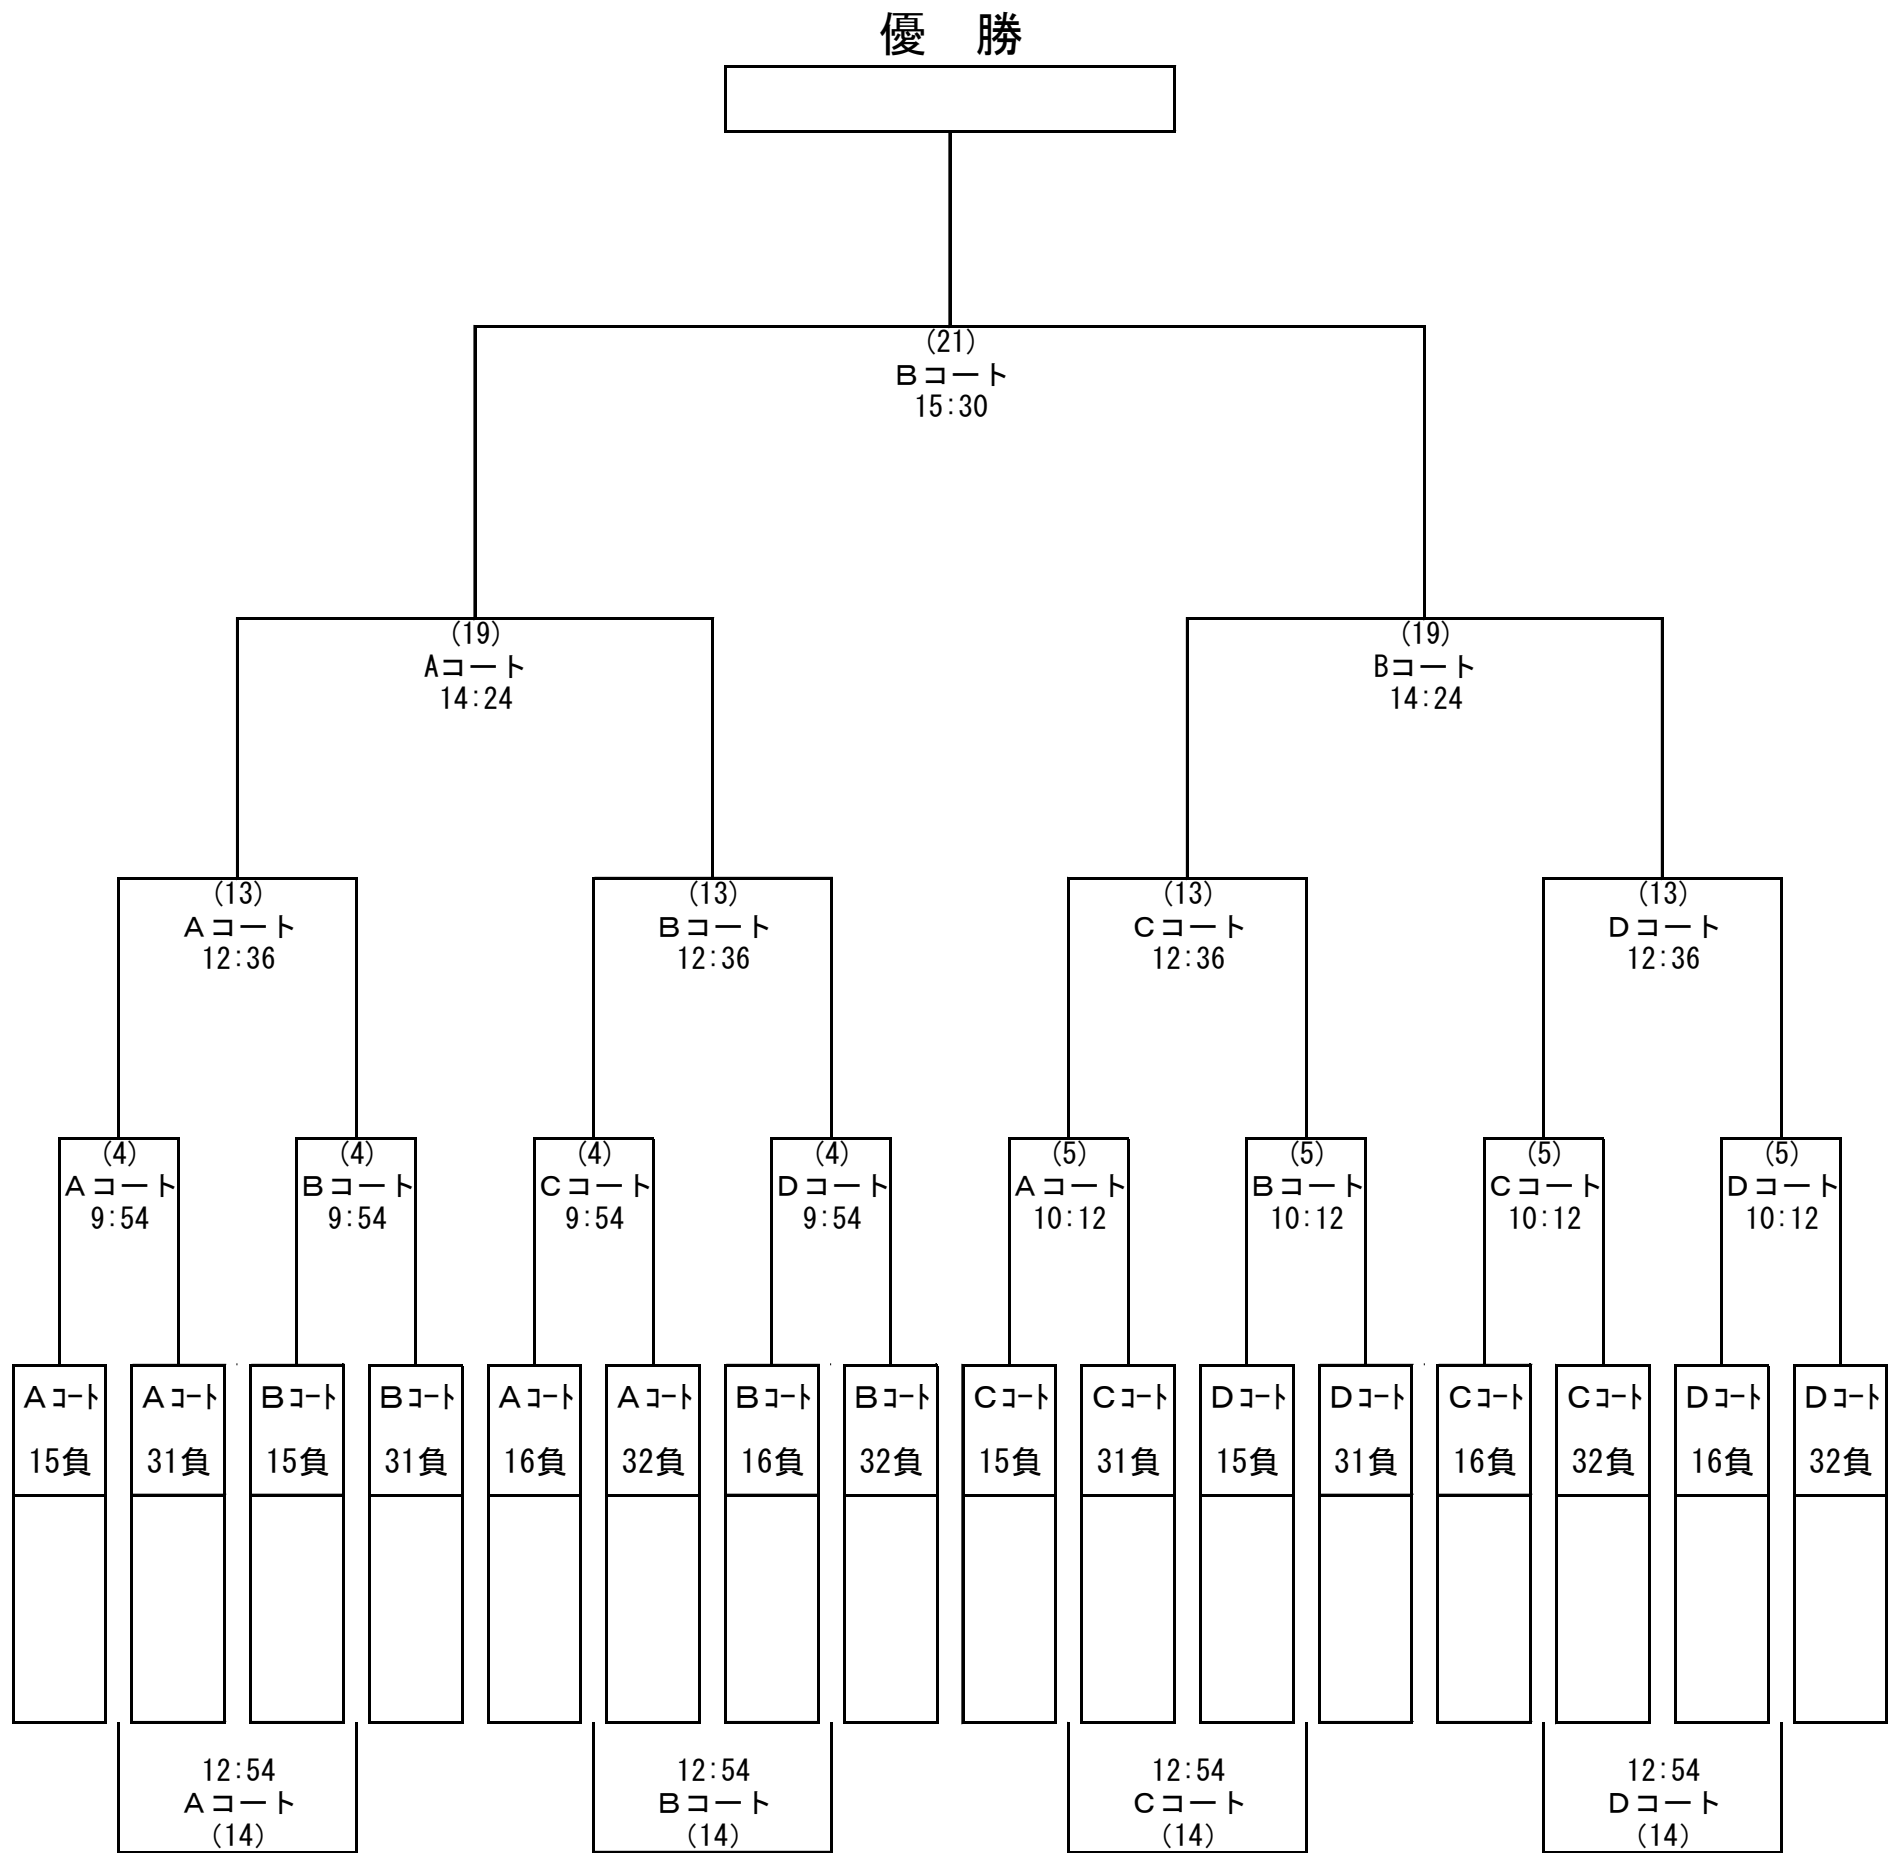 優　勝
(21)
Ｂコート
15:30
(19)
Aコート
14:24
(19)
Bコート
14:24
(13)
Ａコート
12:36
(13)
Ｂコート
12:36
(13)
Ｃコート
12:36
(13)
Ｄコート
12:36
(4)
Ａコート
9:54
(4)
Ｂコート
9:54
(4)
Ｃコート
9:54
(4)
Ｄコート
9:54
(5)
Ａコート
10:12
(5)
Ｂコート
10:12
(5)
Ｃコート
10:12
(5)
Ｄコート
10:12
Ａｺｰﾄ
15負
Ａｺｰﾄ
31負
Ｂｺｰﾄ
15負
Ｂｺｰﾄ
31負
Ａｺｰﾄ
16負
Ａｺｰﾄ
32負
Ｂｺｰﾄ
16負
Ｂｺｰﾄ
32負
Ｃｺｰﾄ
15負
Ｃｺｰﾄ
31負
Ｄｺｰﾄ
15負
Ｄｺｰﾄ
31負
Ｃｺｰﾄ
16負
Ｃｺｰﾄ
32負
Ｄｺｰﾄ
16負
Ｄｺｰﾄ
32負
12:54
Ａコート
(14)
12:54
Ｂコート
(14)
12:54
Ｃコート
(14)
12:54
Ｄコート
(14)